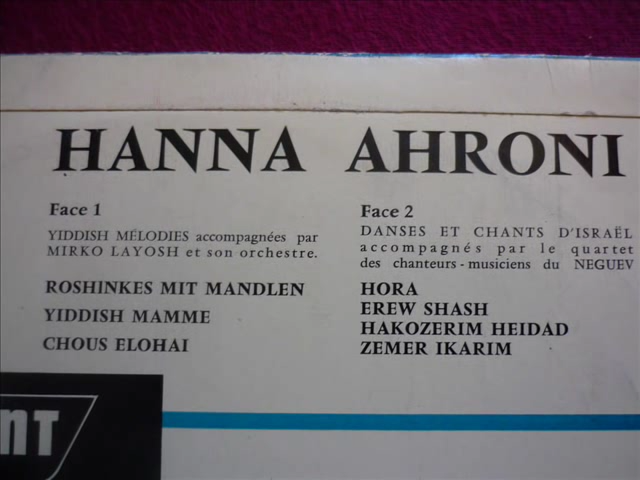 HANNA AHRONI
Face 1
YIDDISH MÉLODIES accompagnées par
MIRKO LAYOSH et son orchestre.
ROSHINKES MIT MANDLEN
YIDDISH MAMME
CHOUS ELOHAI
Face 2
DANSES ET CHANTS D'ISRAËL
accompagnés par le quartet
des chanteurs-musiciens du NEGUEV
HORA
EREW SHASH
HAKOZERIM HEIDAD
ZEMER IKARIM